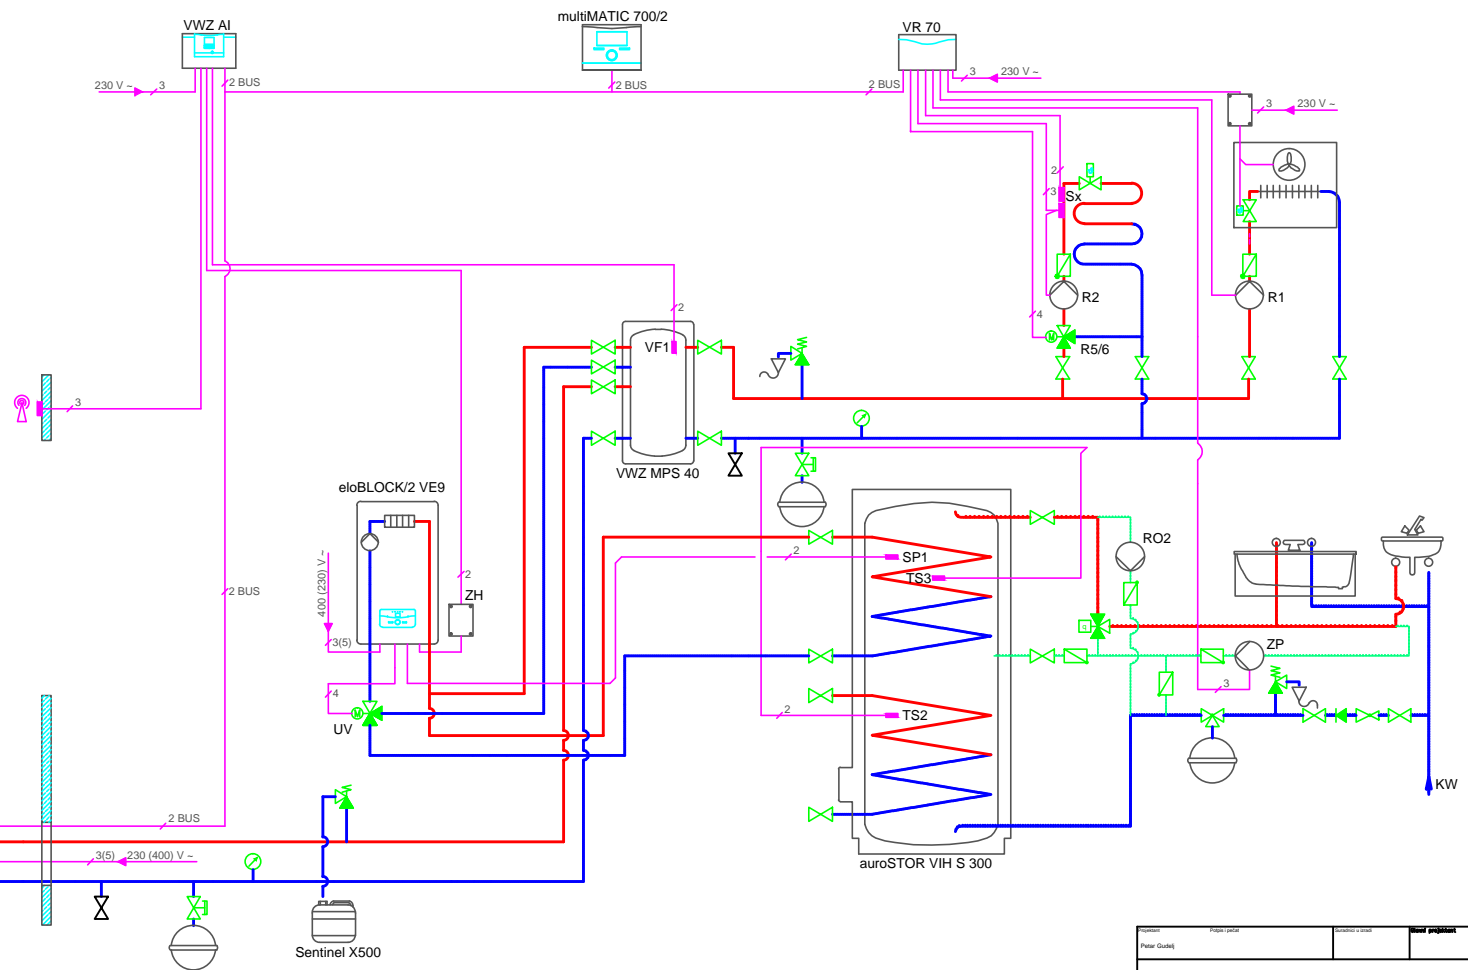 multiMATIC 700/2
VWZ AI
VR 70
230 V ~
3
2 BUS
2 BUS
2 BUS
3
230 V ~
3
230 V ~
2
3
Sx
2
4
R2
R1
R5/6
VF1
3
VWZ MPS 40
eloBLOCK/2 VE9
400 (230) V ~
3(5)
2
ZH
2 BUS
2
SP1
TS3
RO2
ZP
3
4
UV
2
TS2
KW
2 BUS
3(5)
230 (400) V ~
auroSTOR VIH S 300
Sentinel X500
Projektant
Potpis i pečat
Suradnici u izradi
Glavni projektant
Petar Gudelj